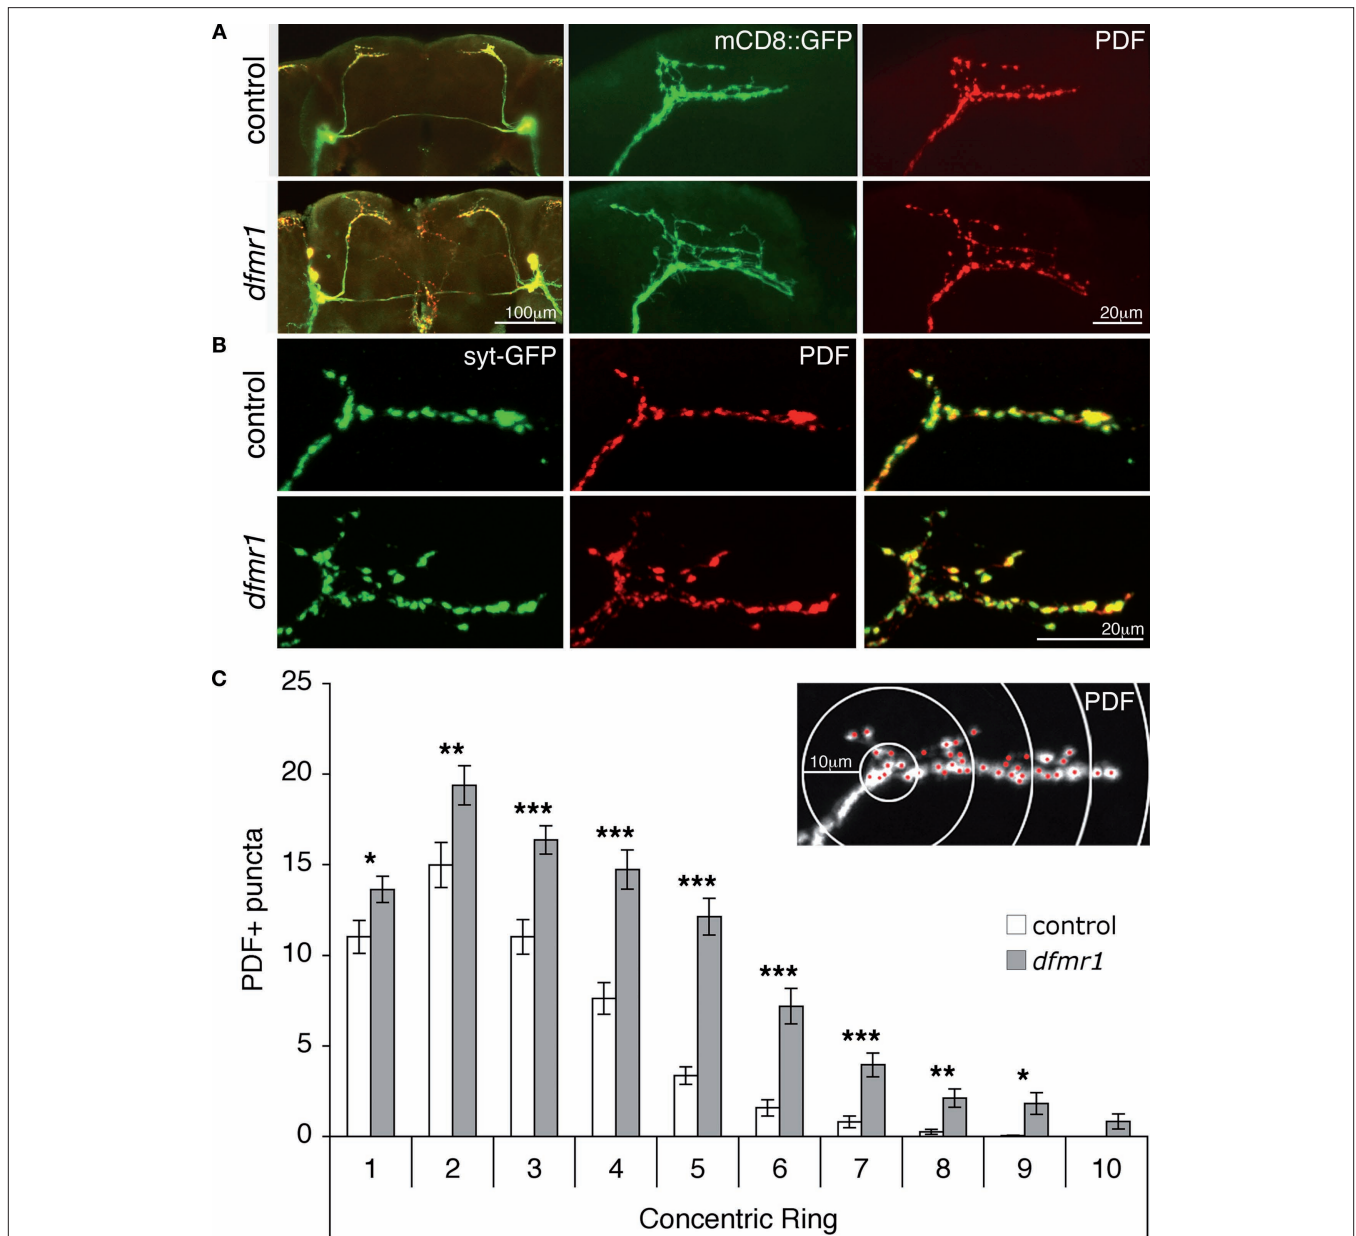 A
control
mCD8::GFP
PDF
dfmr1
100µm
20µm
B
control
syt-GFP
PDF
dfmr1
20µm
C
25
20
15
10
5
0
PDF+ puncta
*
**
***
***
***
***
***
**
*
PDF
10µm
control
dfmr1
1 2 3 4 5 6 7 8 9 10
Concentric Ring